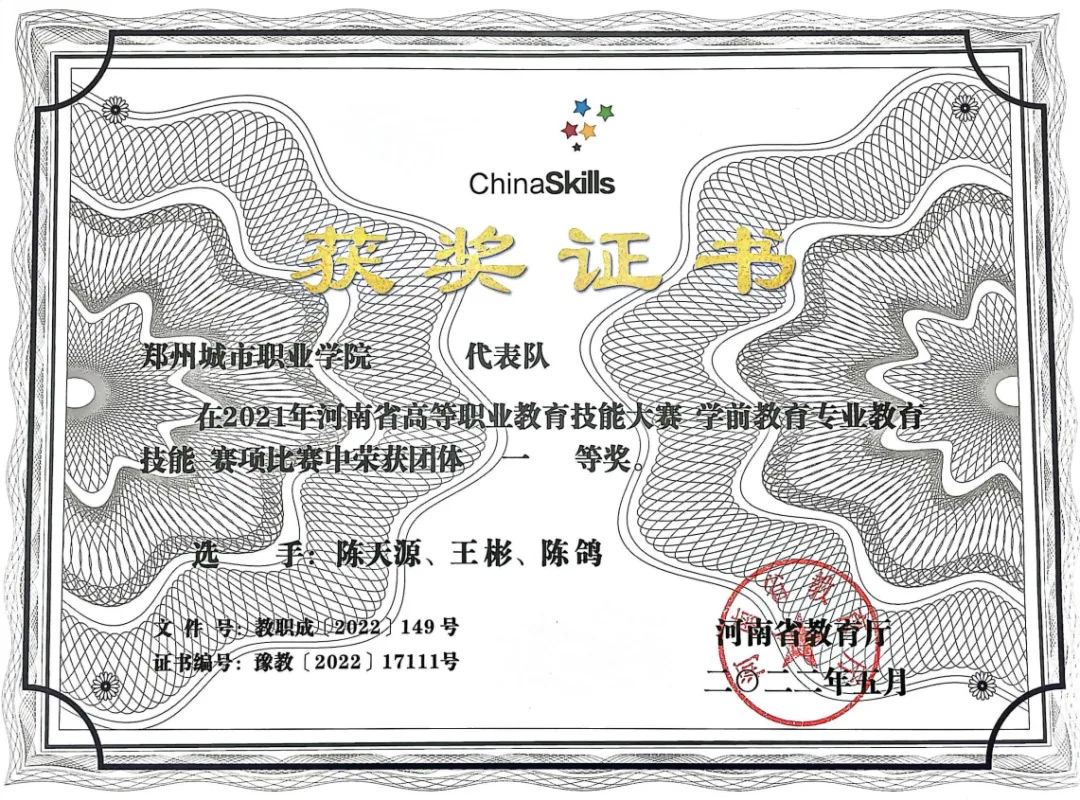 ChinaSkills
获奖证书
郑州城市职业学院 代表队
在2021年河南省高等职业教育技能大赛 学前教育专业教育
技能 赛项比赛中荣获团体 一 等奖。
选 手：陈天源、王彬、陈鸽
文 件 号：教职成〔2022〕149 号
证书编号：豫教〔2022〕17111号
河南省教育厅
二〇二二年五月